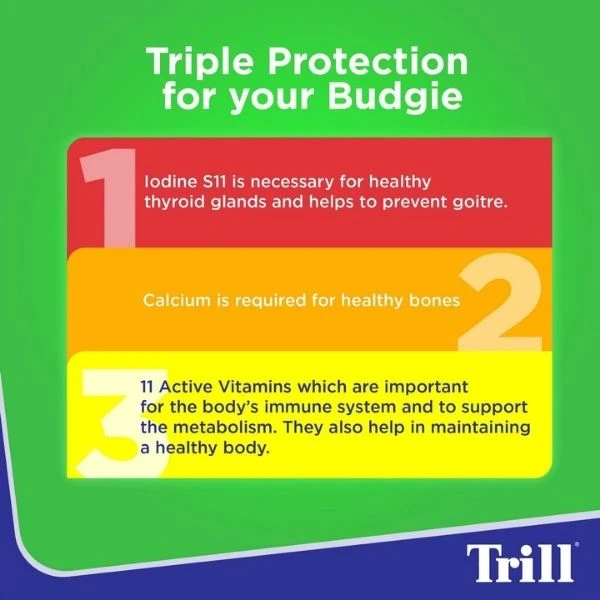 Triple Protection
for your Budgie
1
Iodine S11 is necessary for healthy
thyroid glands and helps to prevent goitre.
Calcium is required for healthy bones
2
3
11 Active Vitamins which are important
for the body's immune system and to support
the metabolism. They also help in maintaining
a healthy body.
Trill®